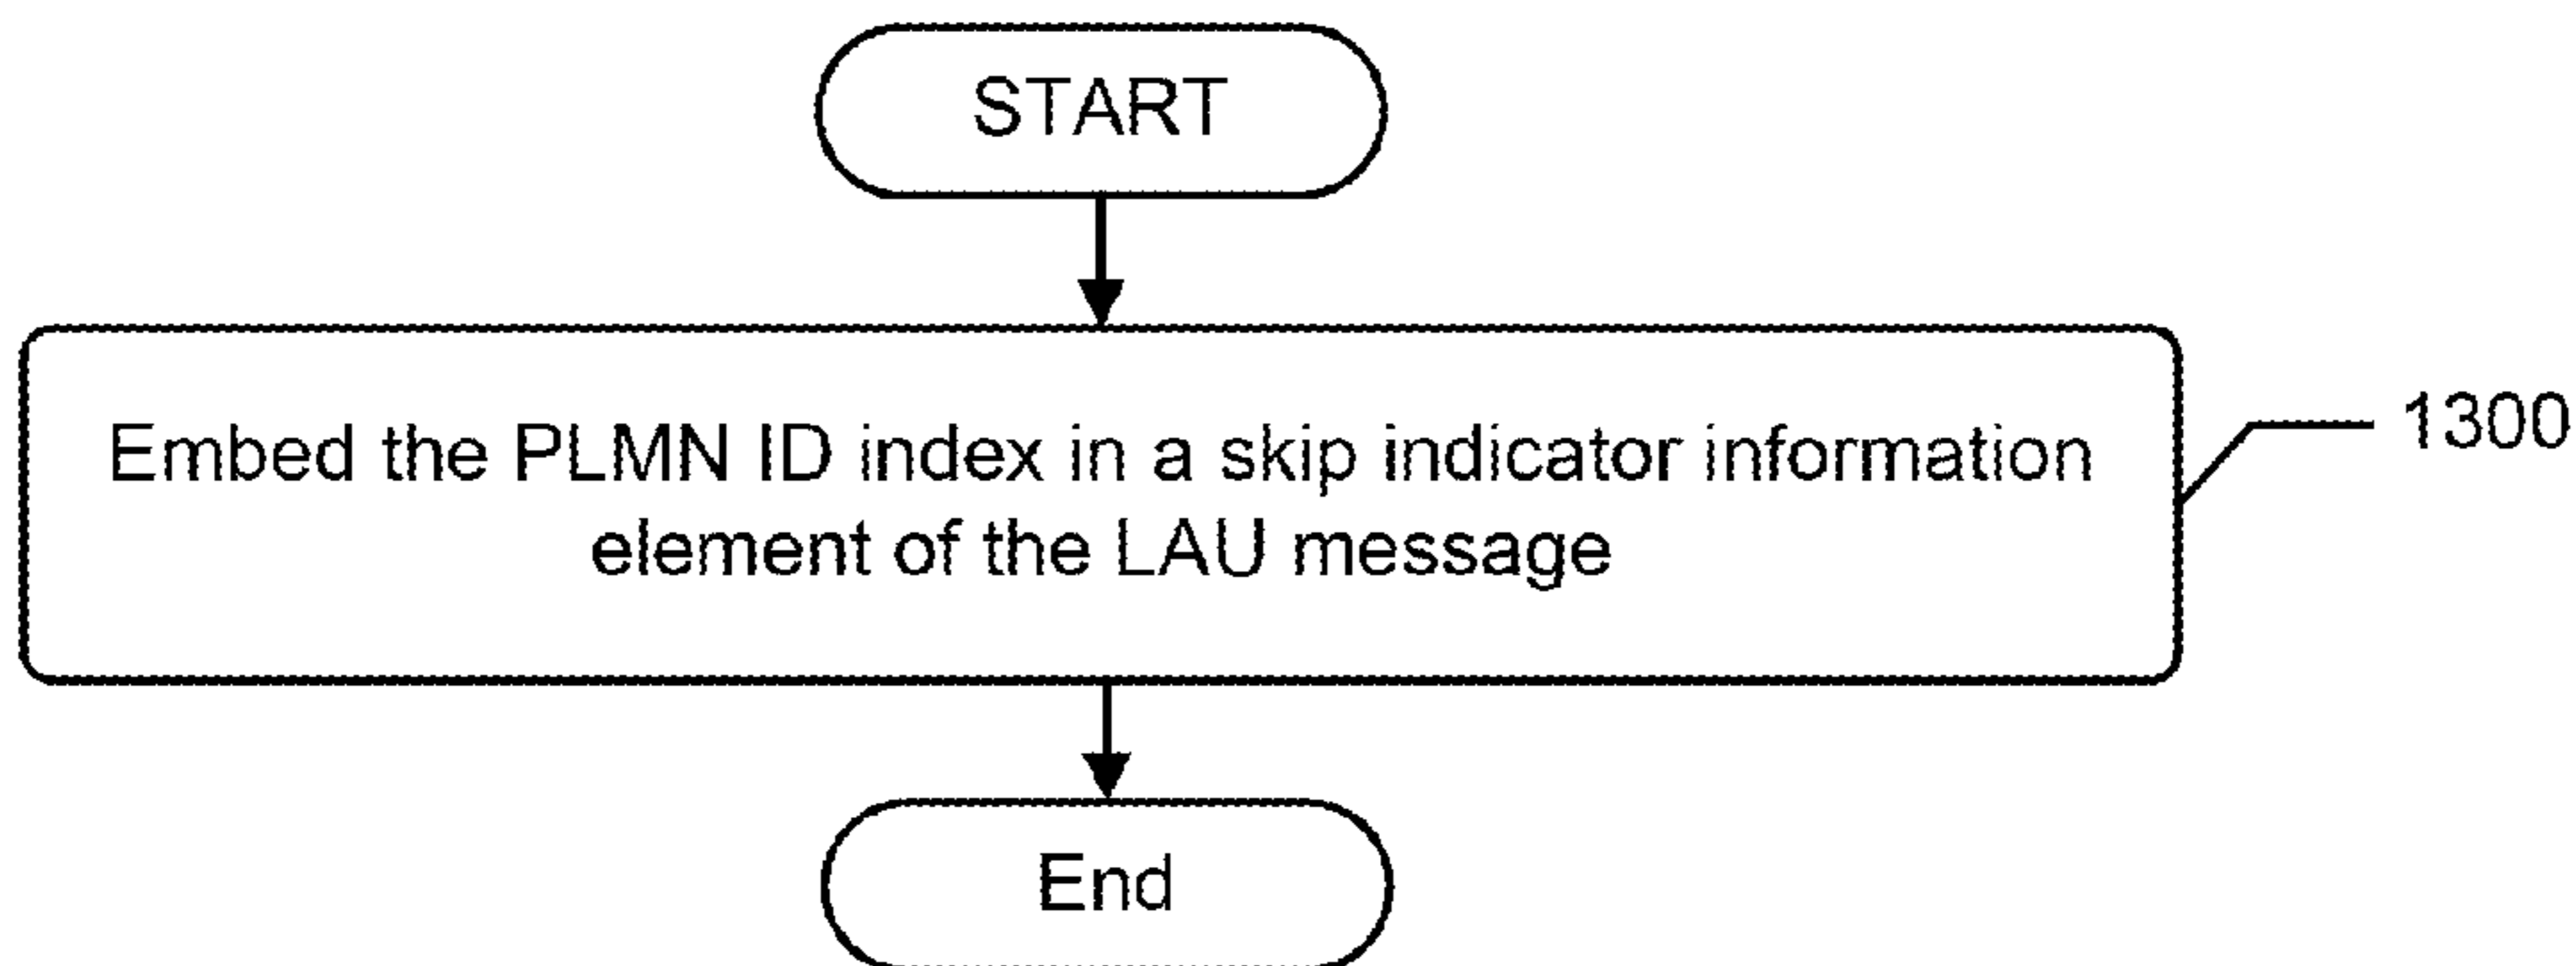 START
Embed the PLMN ID index in a skip indicator information
element of the LAU message
1300
End